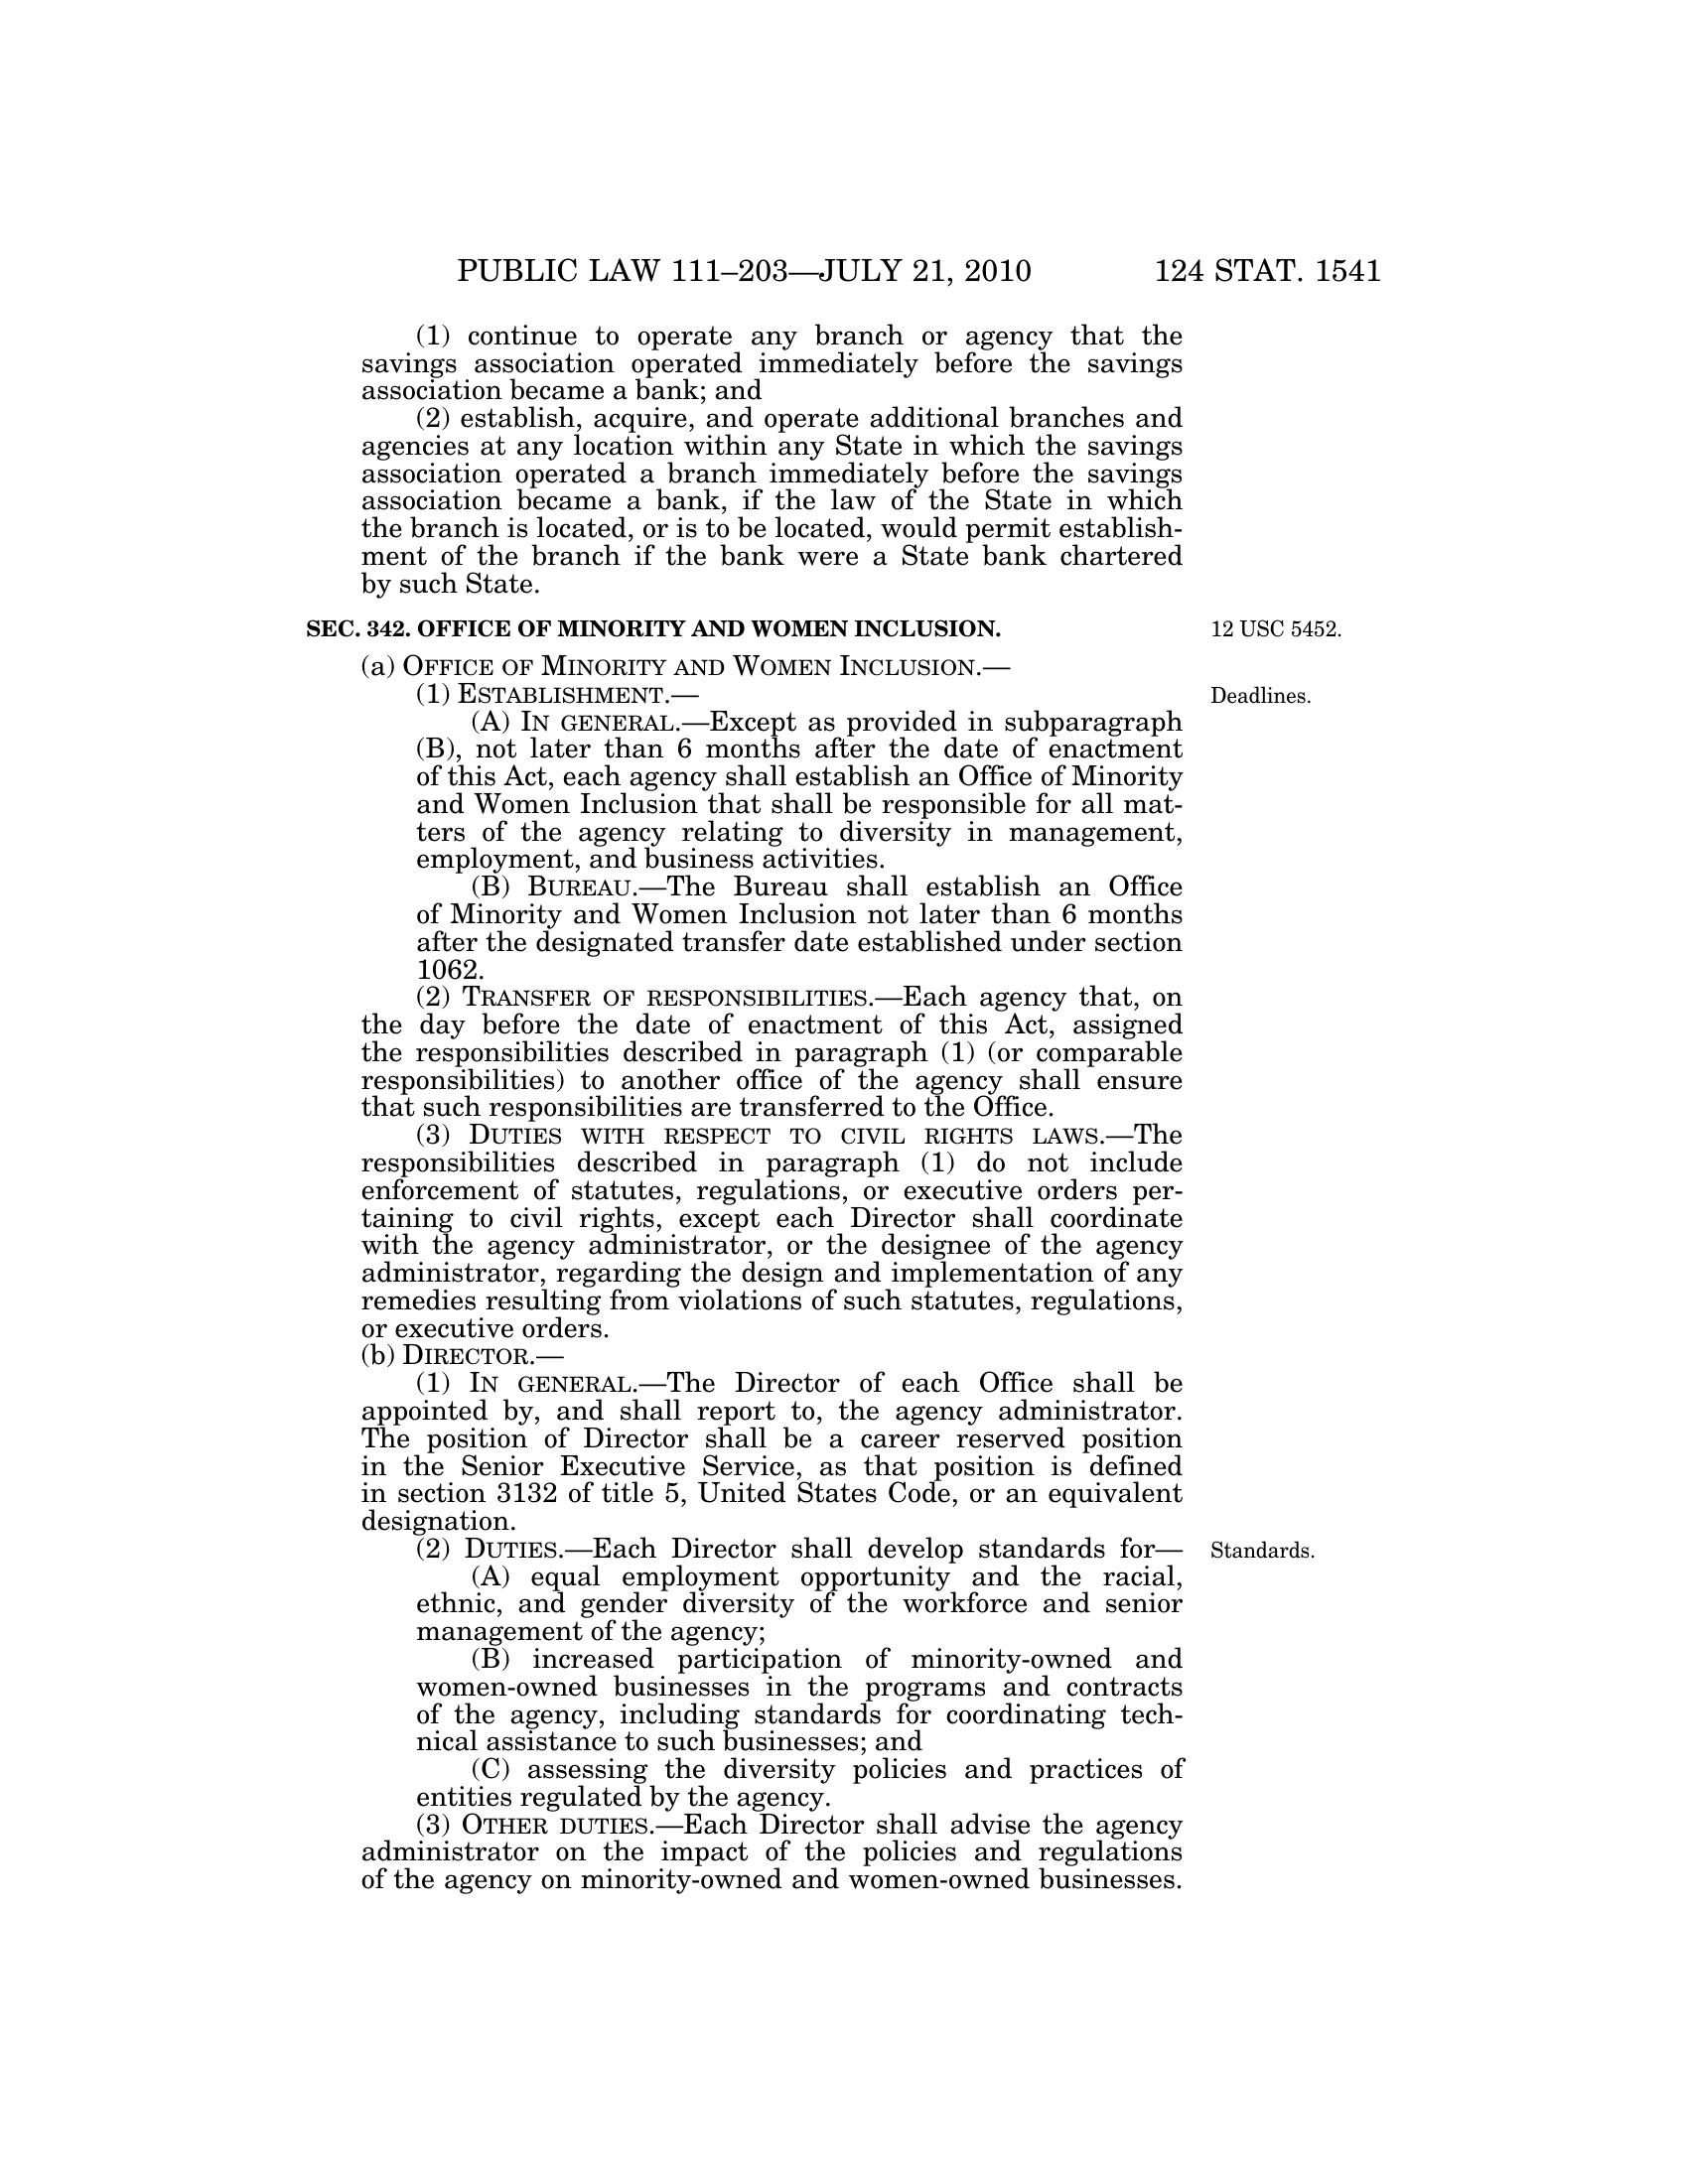 PUBLIC LAW 111–203—JULY 21, 2010 124 STAT. 1541
(1) continue to operate any branch or agency that the
savings association operated immediately before the savings
association became a bank; and
(2) establish, acquire, and operate additional branches and
agencies at any location within any State in which the savings
association operated a branch immediately before the savings
association became a bank, if the law of the State in which
the branch is located, or is to be located, would permit establish-
ment of the branch if the bank were a State bank chartered
by such State.
SEC. 342. OFFICE OF MINORITY AND WOMEN INCLUSION. 12 USC 5452.
(a) OFFICE OF MINORITY AND WOMEN INCLUSION.—
(1) ESTABLISHMENT.— Deadlines.
(A) IN GENERAL.—Except as provided in subparagraph
(B), not later than 6 months after the date of enactment
of this Act, each agency shall establish an Office of Minority
and Women Inclusion that shall be responsible for all mat-
ters of the agency relating to diversity in management,
employment, and business activities.
(B) BUREAU.—The Bureau shall establish an Office
of Minority and Women Inclusion not later than 6 months
after the designated transfer date established under section
1062.
(2) TRANSFER OF RESPONSIBILITIES.—Each agency that, on
the day before the date of enactment of this Act, assigned
the responsibilities described in paragraph (1) (or comparable
responsibilities) to another office of the agency shall ensure
that such responsibilities are transferred to the Office.
(3) DUTIES WITH RESPECT TO CIVIL RIGHTS LAWS.—The
responsibilities described in paragraph (1) do not include
enforcement of statutes, regulations, or executive orders per-
taining to civil rights, except each Director shall coordinate
with the agency administrator, or the designee of the agency
administrator, regarding the design and implementation of any
remedies resulting from violations of such statutes, regulations,
or executive orders.
(b) DIRECTOR.—
(1) IN GENERAL.—The Director of each Office shall be
appointed by, and shall report to, the agency administrator.
The position of Director shall be a career reserved position
in the Senior Executive Service, as that position is defined
in section 3132 of title 5, United States Code, or an equivalent
designation.
(2) DUTIES.—Each Director shall develop standards for— Standards.
(A) equal employment opportunity and the racial,
ethnic, and gender diversity of the workforce and senior
management of the agency;
(B) increased participation of minority-owned and
women-owned businesses in the programs and contracts
of the agency, including standards for coordinating tech-
nical assistance to such businesses; and
(C) assessing the diversity policies and practices of
entities regulated by the agency.
(3) OTHER DUTIES.—Each Director shall advise the agency
administrator on the impact of the policies and regulations
of the agency on minority-owned and women-owned businesses.